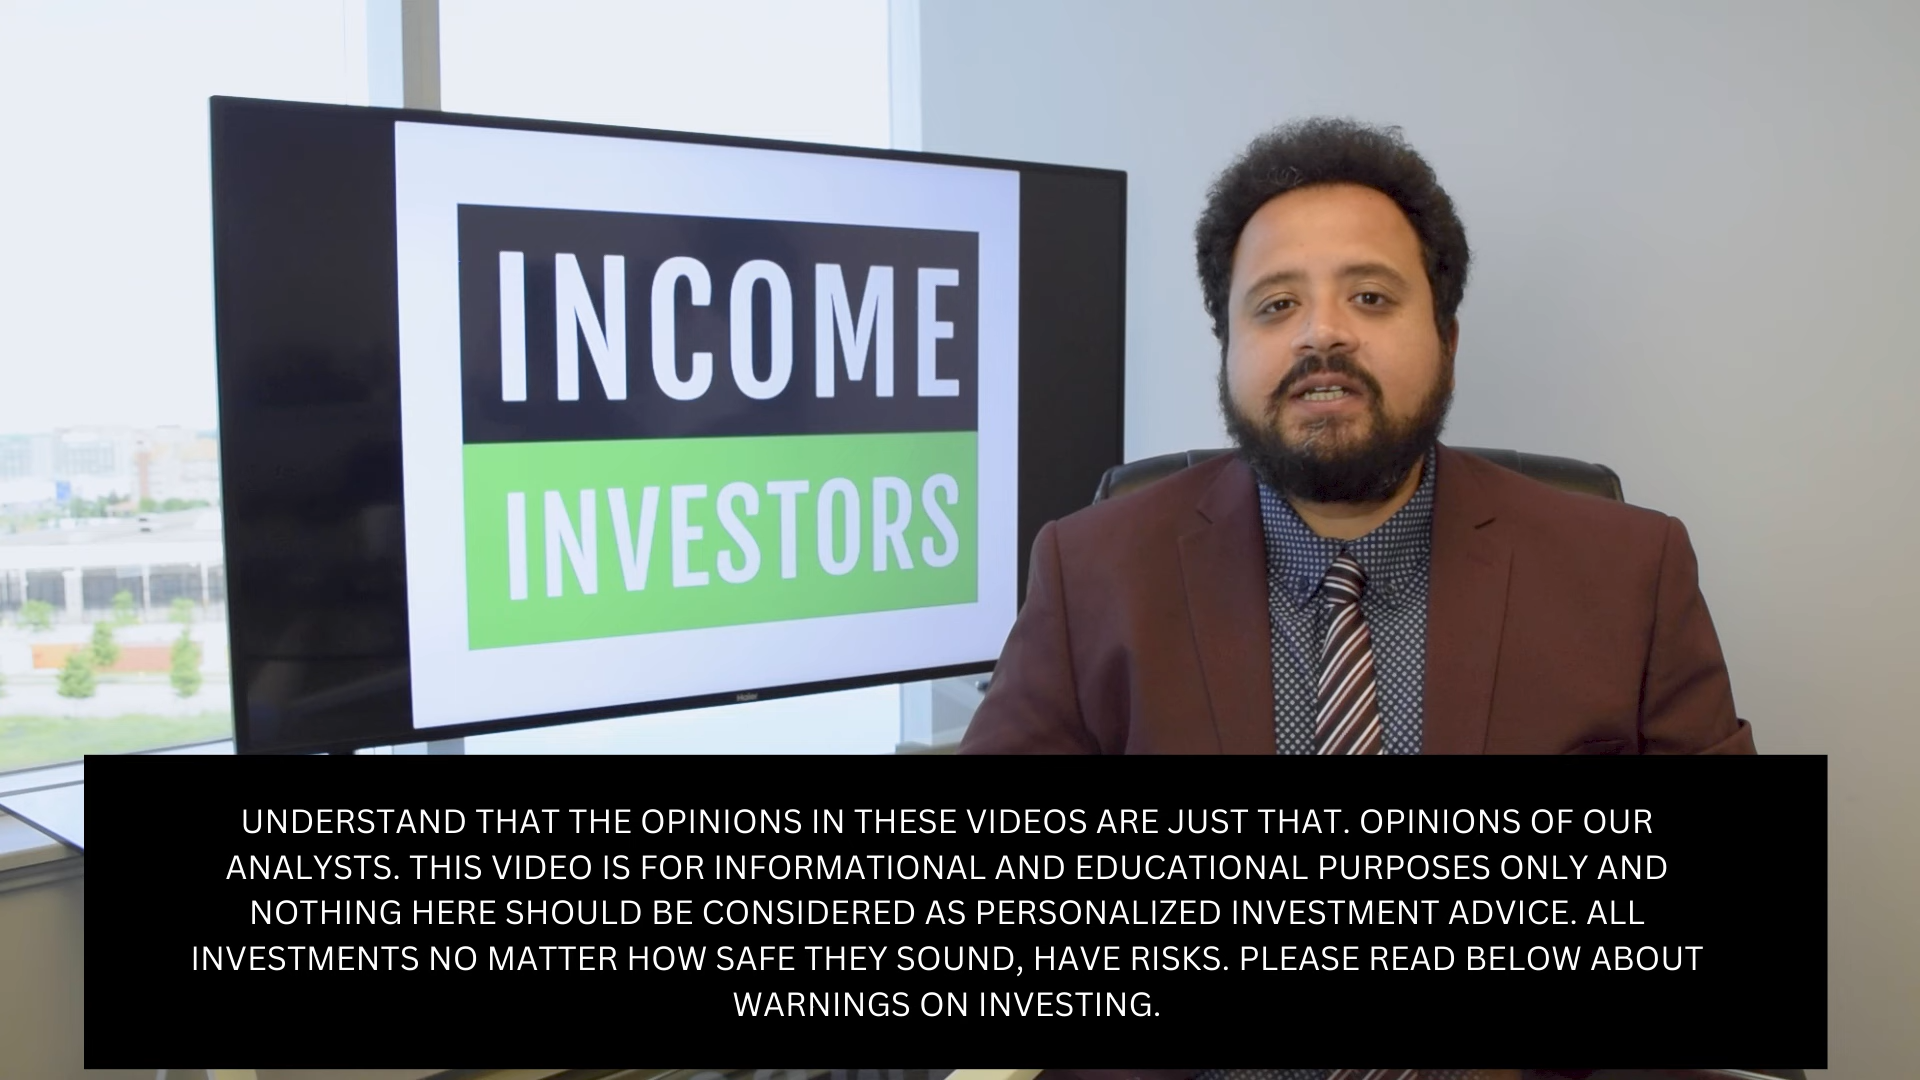 INCOME
INVESTORS
Haier
UNDERSTAND THAT THE OPINIONS IN THESE VIDEOS ARE JUST THAT. OPINIONS OF OUR
ANALYSTS. THIS VIDEO IS FOR INFORMATIONAL AND EDUCATIONAL PURPOSES ONLY AND
NOTHING HERE SHOULD BE CONSIDERED AS PERSONALIZED INVESTMENT ADVICE. ALL
INVESTMENTS NO MATTER HOW SAFE THEY SOUND, HAVE RISKS. PLEASE READ BELOW ABOUT
WARNINGS ON INVESTING.